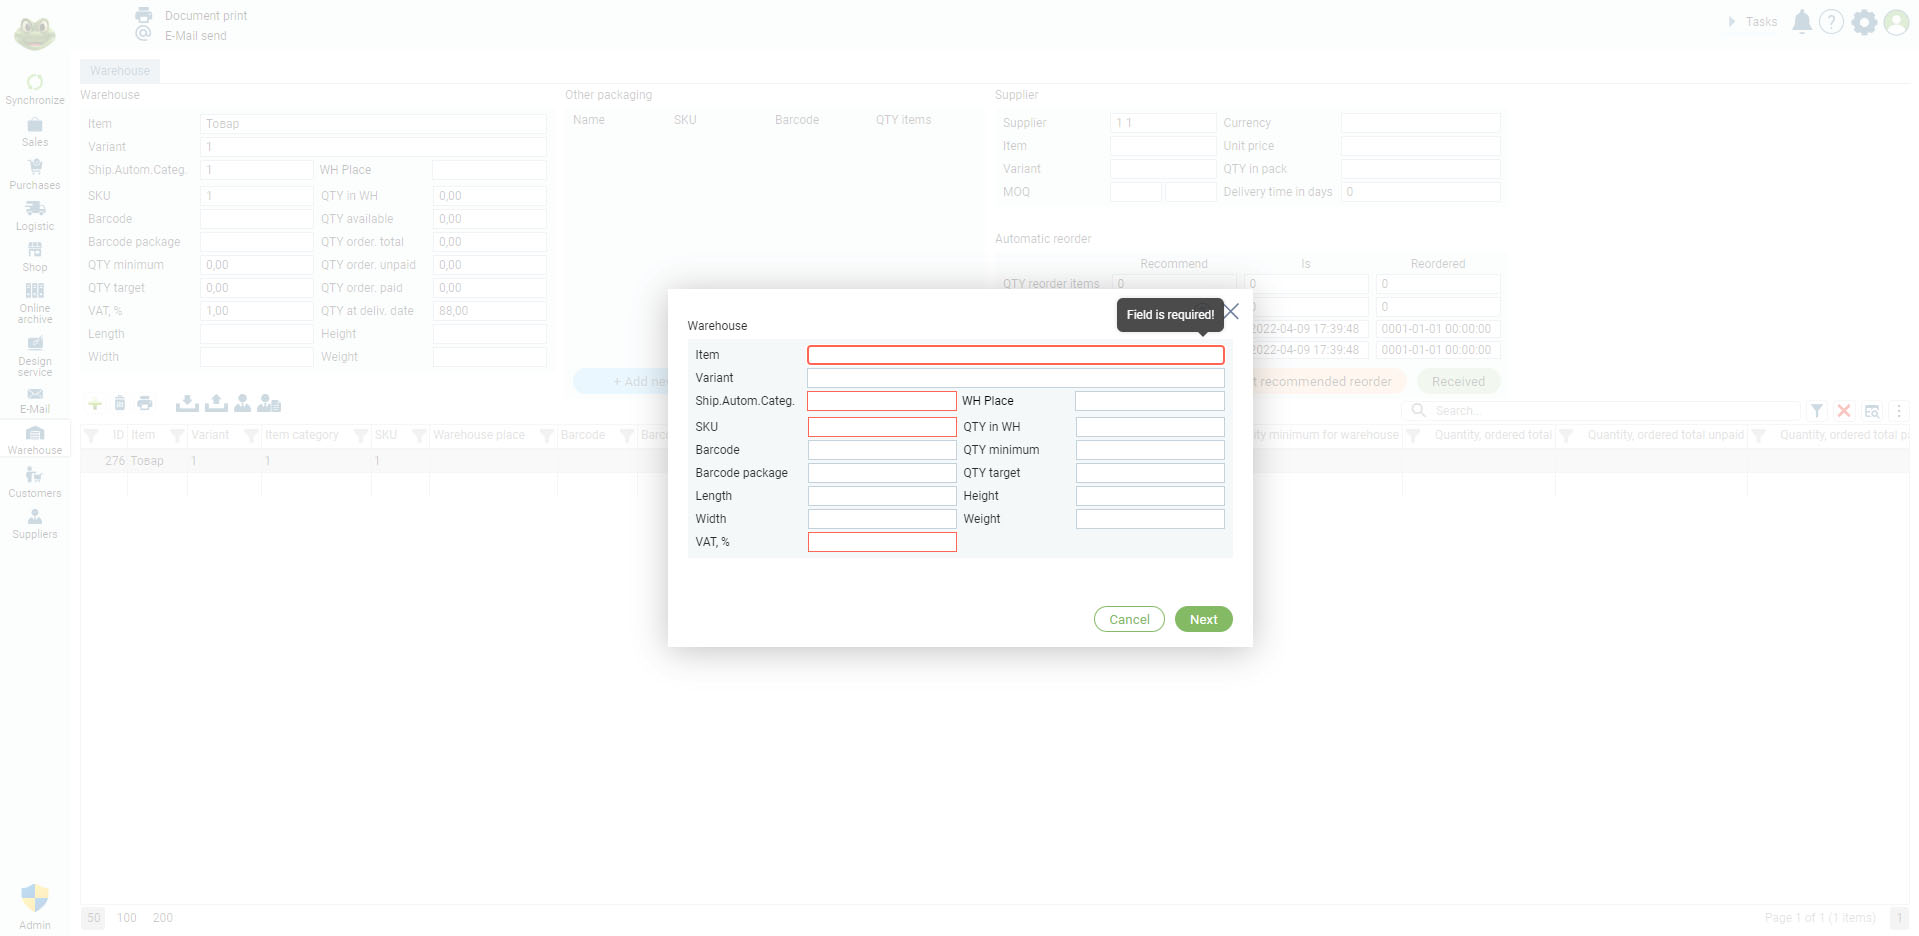 Document print
E-Mail send
Tasks
?
Synchronize
Sales
Purchases
Logistic
Shop
Online
archive
Design
service
E-Mail
Warehouse
Customers
Suppliers
Admin
Warehouse
Warehouse
Item Товар
Variant 1
Ship.Autom.Categ. 1 WH Place
SKU 1 QTY in WH 0,00
Barcode QTY available 0,00
Barcode package QTY order. total 0,00
QTY minimum 0,00 QTY order. unpaid 0,00
QTY target 0,00 QTY order. paid 0,00
VAT, % 1,00 QTY at deliv. date 88,00
Length Height
Width Weight
Other packaging
Name SKU Barcode QTY items
+ Add new
Supplier
Supplier 1 1 Currency
Item Unit price
Variant QTY in pack
MOQ Delivery time in days 0
Automatic reorder
Recommend Is Reordered
QTY reorder items 0 0 0
0 0
2022-04-09 17:39:48 0001-01-01 00:00:00
2022-04-09 17:39:48 0001-01-01 00:00:00
recommended reorder Received
Search...
ID Item Variant Item category SKU Warehouse place Barcode minimum for warehouse Quantity, ordered total Quantity, ordered total unpaid Quantity, ordered total
276 Товар 1 1 1
Field is required!
Warehouse
Item
Variant
Ship.Autom.Categ. WH Place
SKU QTY in WH
Barcode QTY minimum
Barcode package QTY target
Length Height
Width Weight
VAT, %
Cancel Next
50 100 200
Page 1 of 1 (1 items) 1